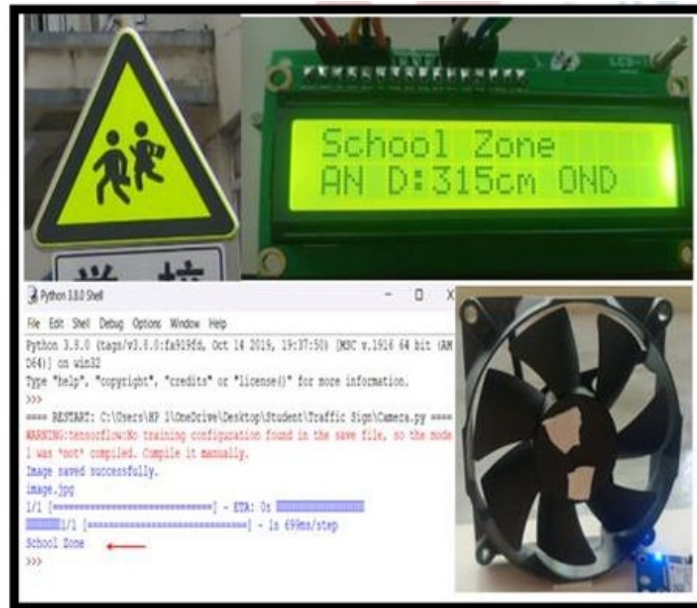 School Zone
AN D:315cm OND
Python 3.8.0 Shell
File Edit Shell Debug Options Window Help
Python 3.8.0 (tags/v3.8.0:fa919fd, Oct 14 2019, 19:37:50) [MSC v.1916 64 bit (AM
D64)] on win32
Type "help", "copyright", "credits" or "license()" for more information.
>>>
==== RESTART: C:\Users\HP 1\OneDrive\Desktop\Student\Traffic Sign\Camera.py ====
WARNING:tensorflow:No training configuration found in the save file, so the mode
l was *not* compiled. Compile it manually.
Image saved successfully.
image.jpg
1/1 [==============================] - ETA: 0s
1/1 [==============================] - 1s 699ms/step
School Zone
>>>